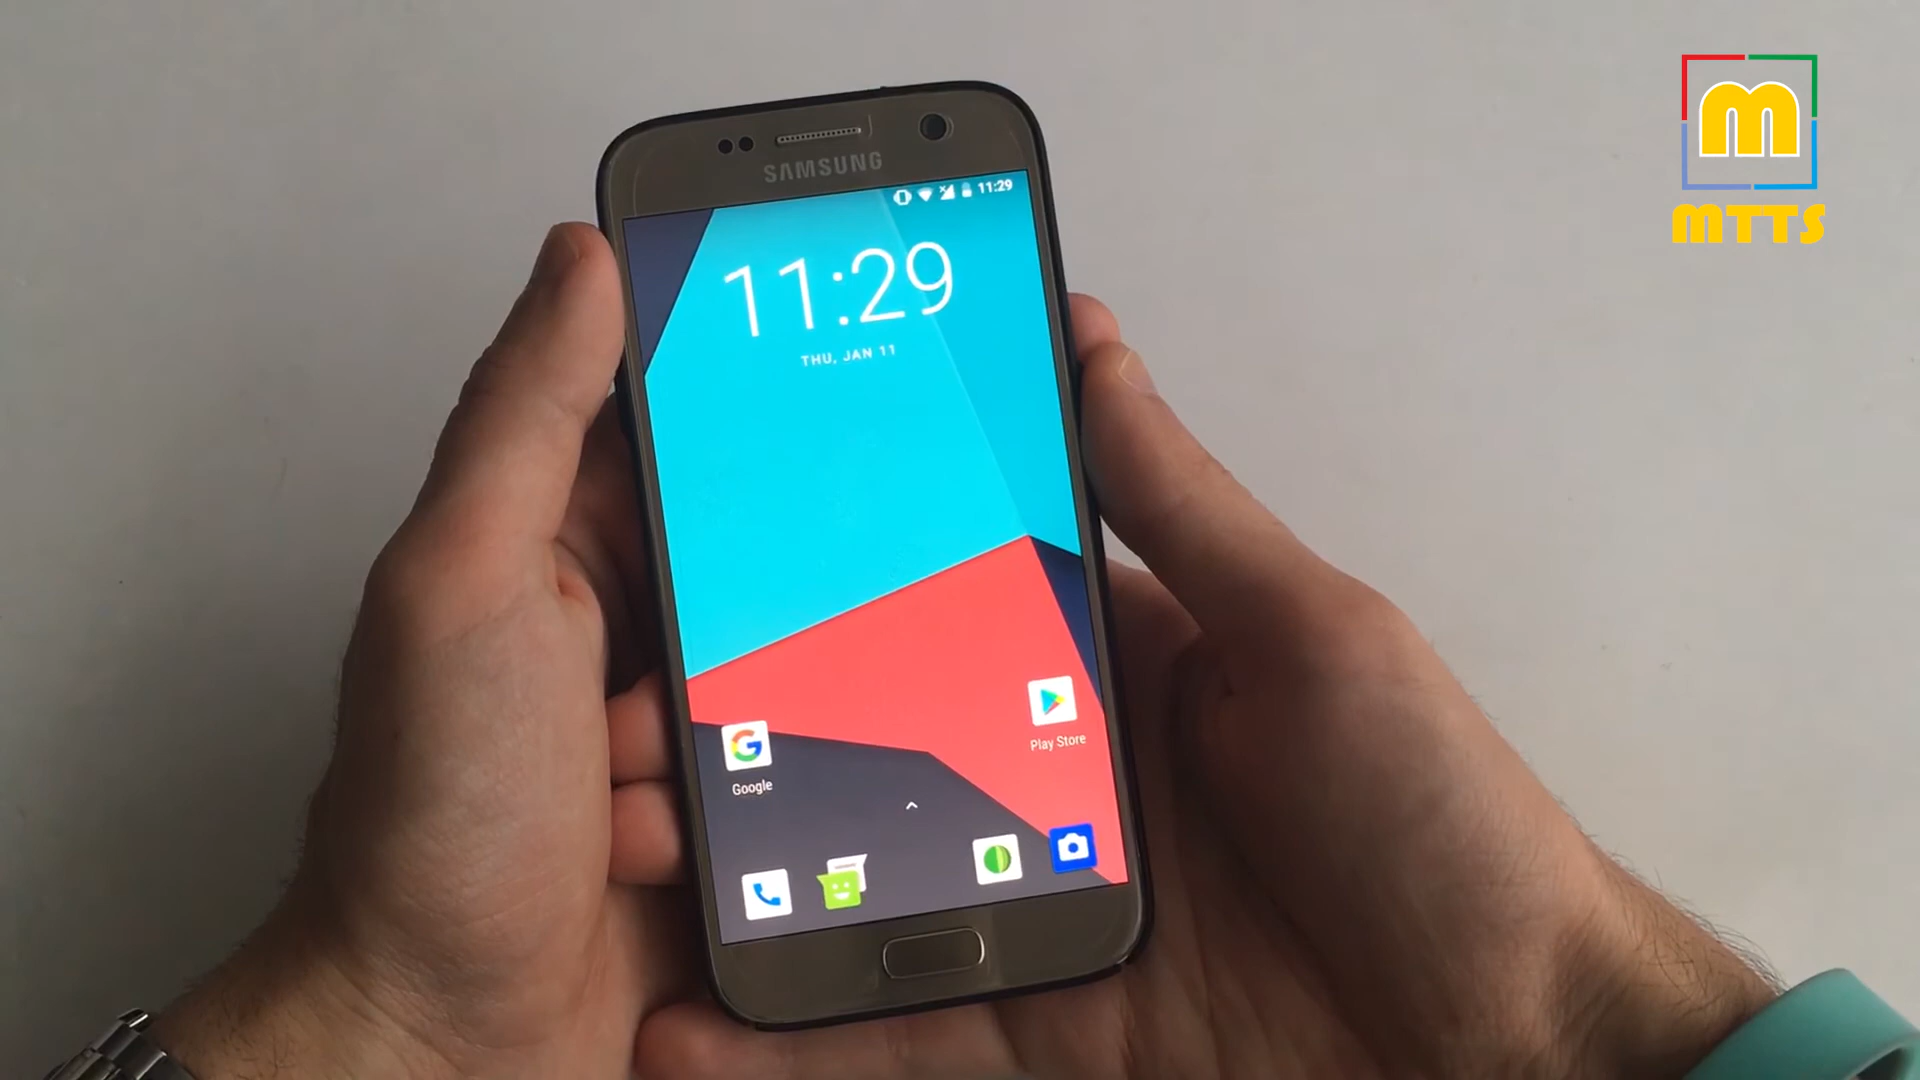 SAMSUNG
11:29
11:29
THU, JAN 11
Play Store
Google
M
MTTS